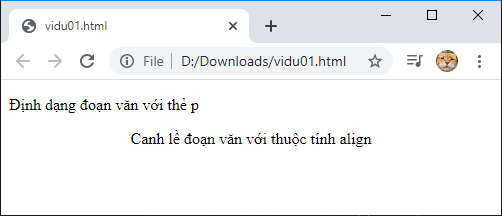 vidu01.html
File
D:/Downloads/vidu01.html
Định dạng đoạn văn với thẻ p
Canh lề đoạn văn với thuộc tính align